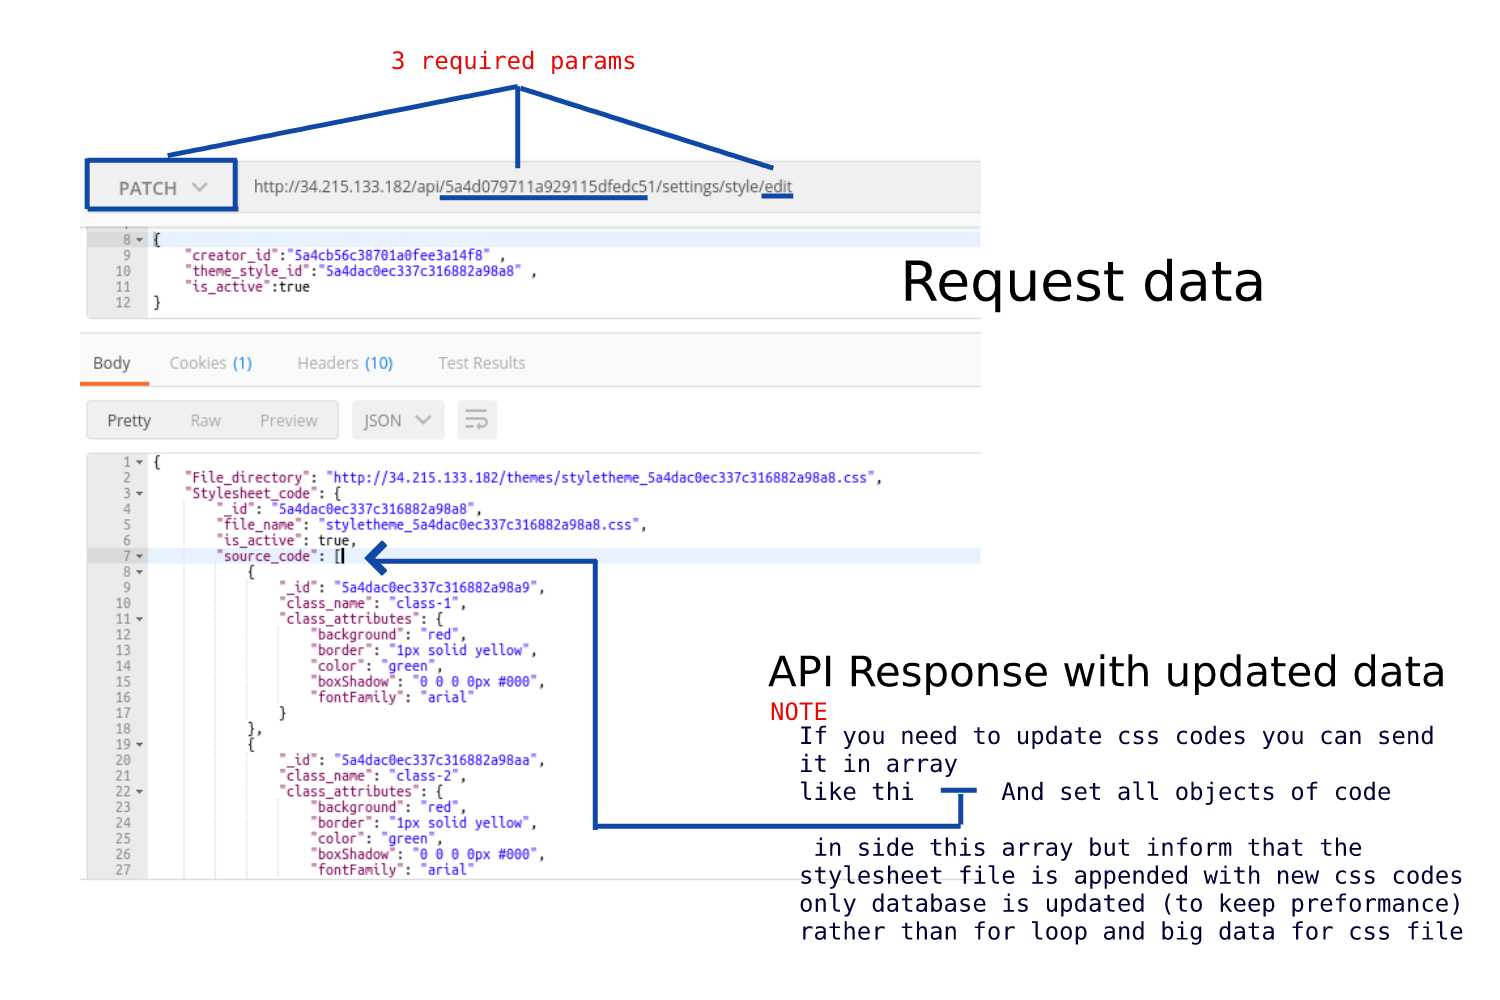 3 required params
PATCH http://34.215.133.182/api/5a4d079711a929115dfedc51/settings/style/edit
8 {
9 "creator_id":"5a4cb56c38701a0fee3a14f8" ,
10 "theme_style_id":"5a4dac0ec337c316882a98a8" ,
11 "is_active":true
12 }
Request data
Body Cookies (1) Headers (10) Test Results
Pretty Raw Preview JSON
1 {
2 "File_directory": "http://34.215.133.182/themes/styletheme_5a4dac0ec337c316882a98a8.css",
3 "Stylesheet_code": {
4 "_id": "5a4dac0ec337c316882a98a8",
5 "file_name": "styletheme_5a4dac0ec337c316882a98a8.css",
6 "is_active": true,
7 "source_code": [
8 {
9 "_id": "5a4dac0ec337c316882a98a9",
10 "class_name": "class-1",
11 "class_attributes": {
12 "background": "red",
13 "border": "1px solid yellow",
14 "color": "green",
15 "boxShadow": "0 0 0 0px #000",
16 "fontFamily": "arial"
17 }
18 },
19 {
20 "_id": "5a4dac0ec337c316882a98aa",
21 "class_name": "class-2",
22 "class_attributes": {
23 "background": "red",
24 "border": "1px solid yellow",
25 "color": "green",
26 "boxShadow": "0 0 0 0px #000",
27 "fontFamily": "arial"
API Response with updated data
NOTE
If you need to update css codes you can send
it in array
like thi And set all objects of code
in side this array but inform that the
stylesheet file is appended with new css codes
only database is updated (to keep preformance)
rather than for loop and big data for css file